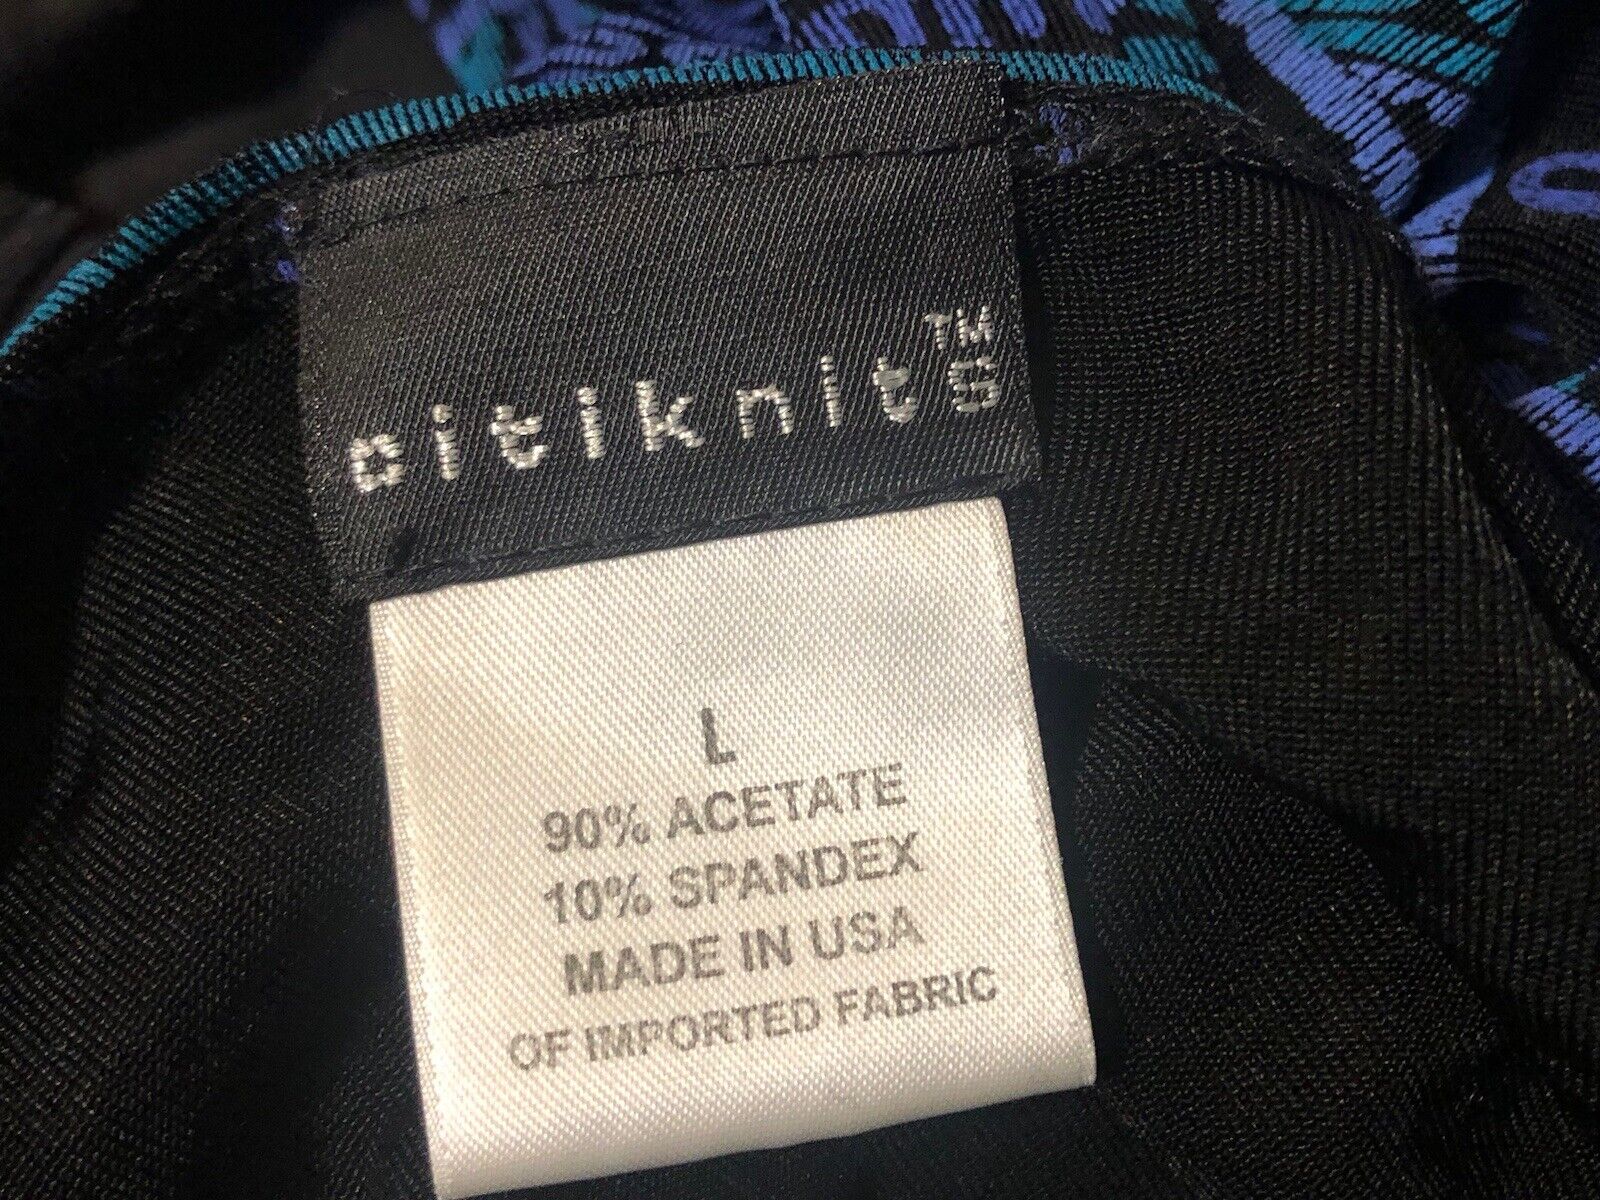 citiknits™
L
90% ACETATE
10% SPANDEX
MADE IN USA
OF IMPORTED FABRIC